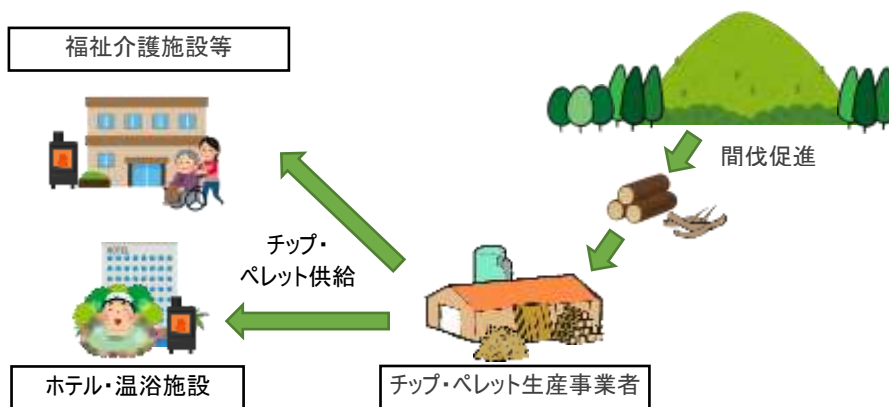 福祉介護施設等
間伐促進
HOTEL
チップ・
ペレット供給
ホテル・温浴施設
チップ・ペレット生産事業者